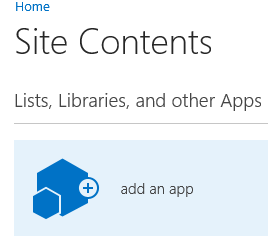 Home
Site Contents
Lists, Libraries, and other Apps
add an app